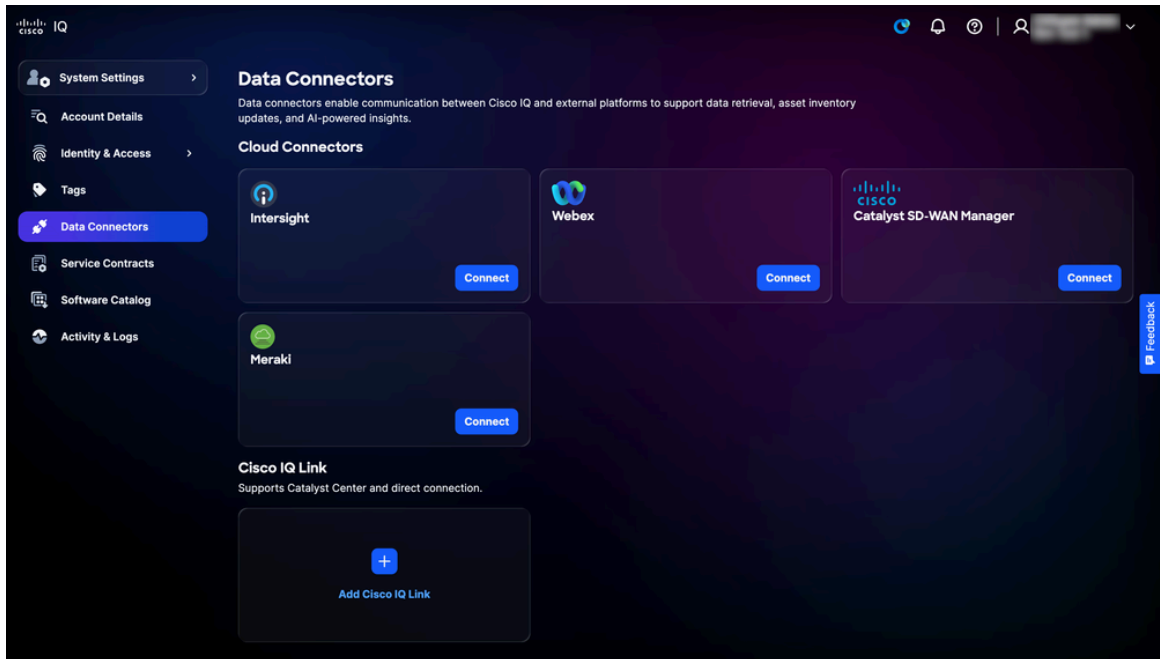 cisco IQ
System Settings
Account Details
Identity & Access
Tags
Data Connectors
Service Contracts
Software Catalog
Activity & Logs
Data Connectors
Data connectors enable communication between Cisco IQ and external platforms to support data retrieval, asset inventory
updates, and AI-powered insights.
Cloud Connectors
Intersight
Connect
Webex
Connect
CISCO
Catalyst SD-WAN Manager
Connect
Meraki
Connect
Cisco IQ Link
Supports Catalyst Center and direct connection.
+
Add Cisco IQ Link
Feedback